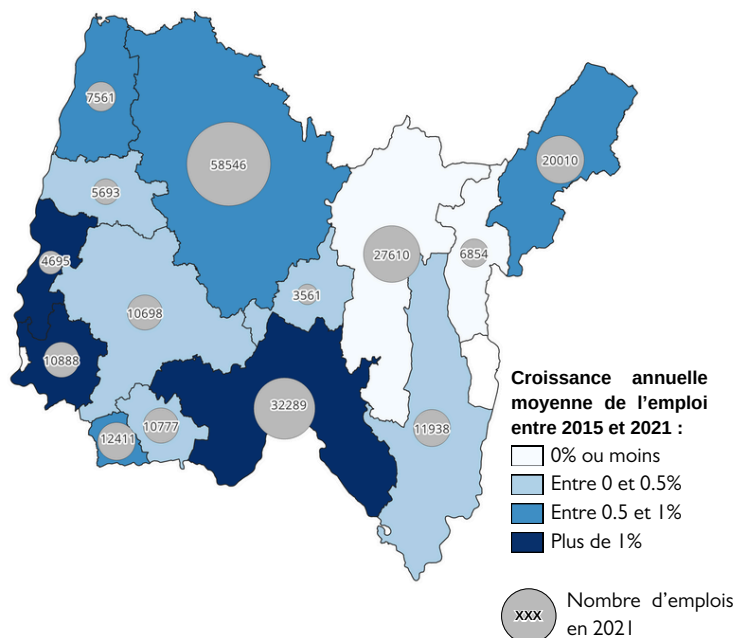 7561
58546
20010
5693
27610
6854
4695
3561
10698
10888
32289
10777
11938
12411
Croissance annuelle
moyenne de l'emploi
entre 2015 et 2021 :
0% ou moins
Entre 0 et 0.5%
Entre 0.5 et 1%
Plus de 1%
XXX
Nombre d'emplois
en 2021